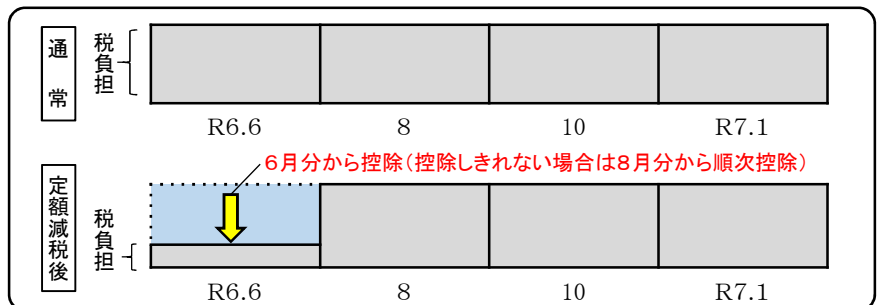 通常
税負担
R6.6 8 10 R7.1
6月分から控除(控除しきれない場合は8月分から順次控除)
定額減税後
税負担
R6.6 8 10 R7.1